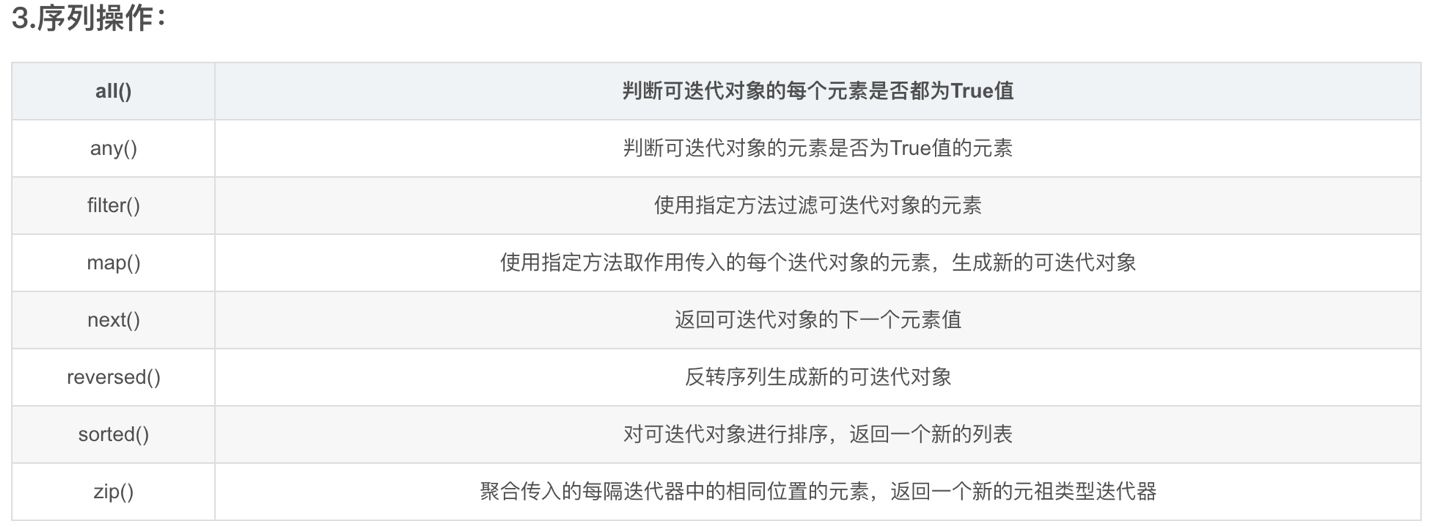 3.序列操作：
all() 判断可迭代对象的每个元素是否都为True值
any() 判断可迭代对象的元素是否为True值的元素
filter() 使用指定方法过滤可迭代对象的元素
map() 使用指定方法取作用传入的每个迭代对象的元素，生成新的可迭代对象
next() 返回可迭代对象的下一个元素值
reversed() 反转序列生成新的可迭代对象
sorted() 对可迭代对象进行排序，返回一个新的列表
zip() 聚合传入的每隔迭代器中的相同位置的元素，返回一个新的元祖类型迭代器